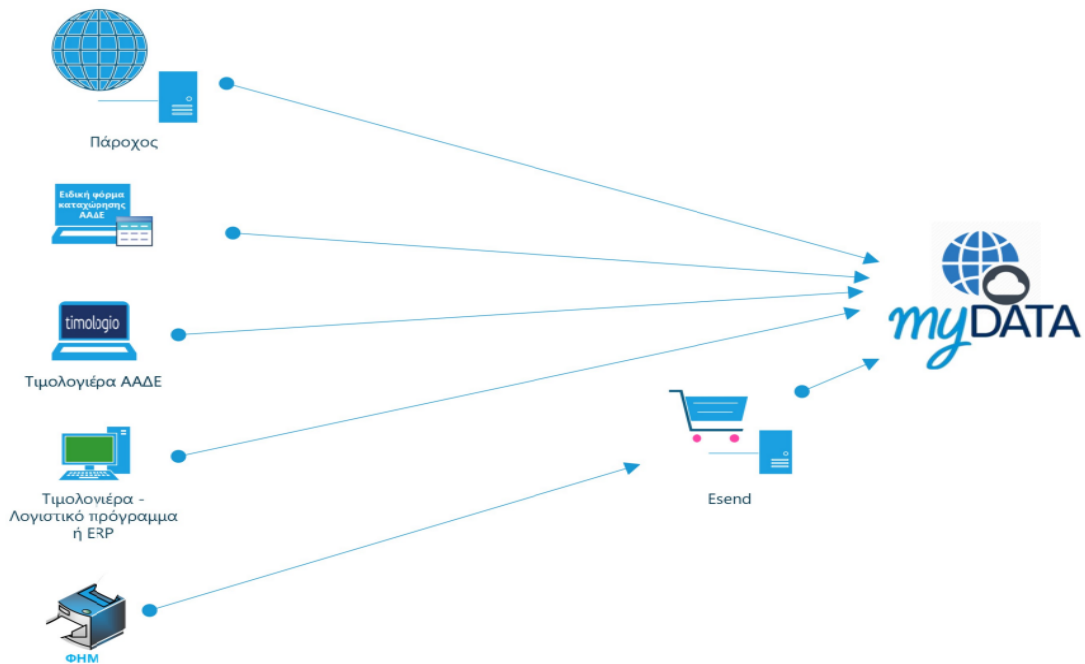 Πάροχος
Ειδική φόρμα
καταχώρησης
ΑΑΔΕ
timologio
Τιμολογιέρα ΑΑΔΕ
myDATA
Τιμολογιέρα -
Λογιστικό πρόγραμμα
ή ERP
Esend
ΦΗΜ